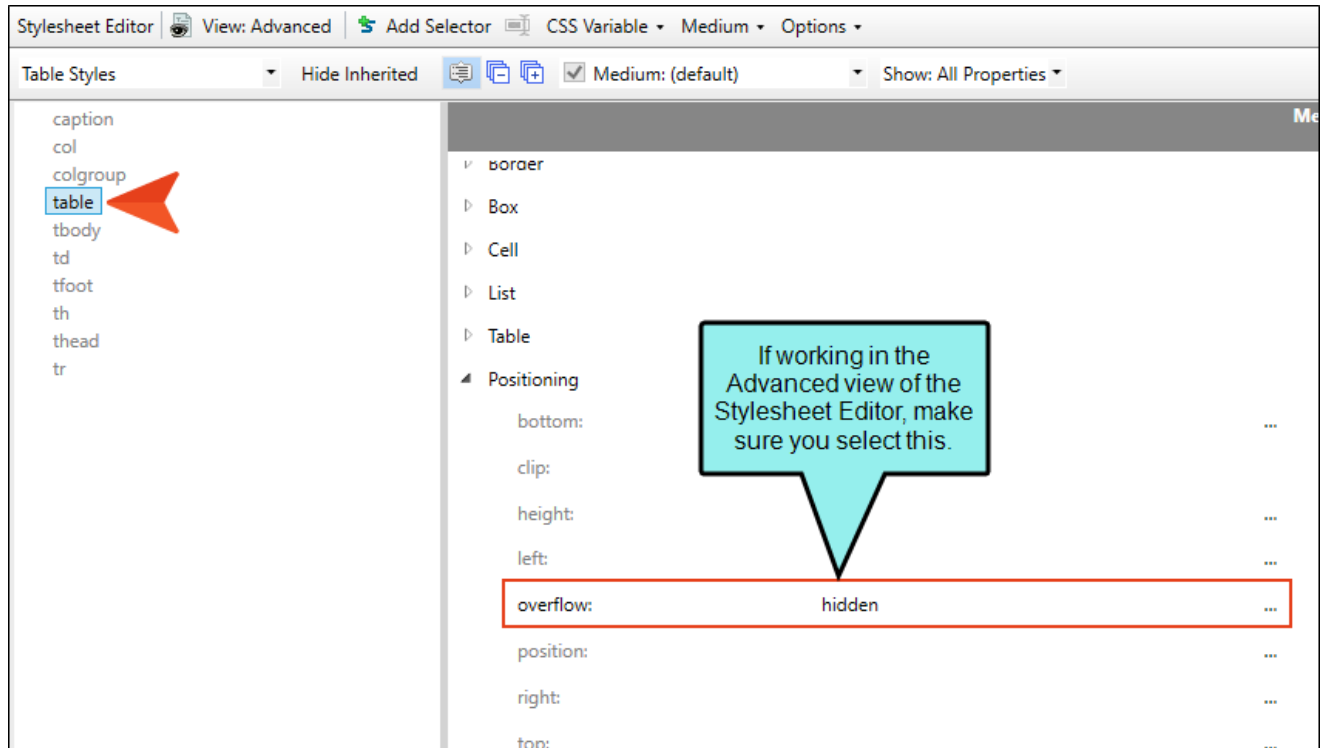 Stylesheet Editor View: Advanced Add Selector CSS Variable Medium Options
Table Styles Hide Inherited Medium: (default) Show: All Properties
caption
col
colgroup
table
tbody
td
tfoot
th
thead
tr
Me
Border
Box
Cell
List
Table
Positioning
bottom: ...
clip:
height: ...
left: ...
overflow: hidden ...
position: ...
right: ...
top: ...
If working in the
Advanced view of the
Stylesheet Editor, make
sure you select this.